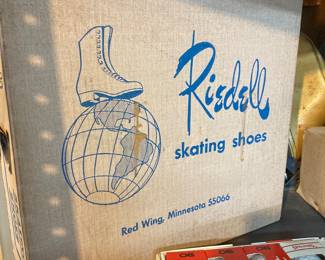 Riedell
skating shoes
Red Wing, Minnesota 55066